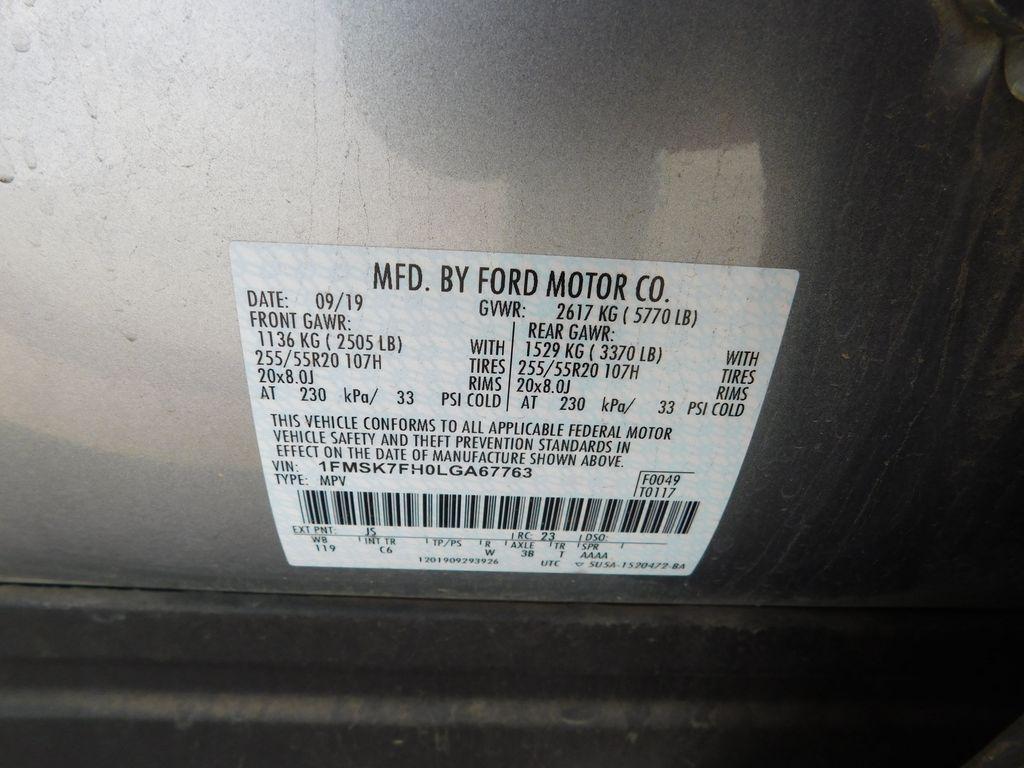 MFD. BY FORD MOTOR CO.
DATE: 09/19 GVWR: 2617 KG ( 5770 LB)
FRONT GAWR: REAR GAWR:
1136 KG ( 2505 LB) WITH 1529 KG ( 3370 LB) WITH
255/55R20 107H TIRES 255/55R20 107H TIRES
20x8.0J RIMS 20x8.0J RIMS
AT 230 kPa/ 33 PSI COLD AT 230 kPa/ 33 PSI COLD
THIS VEHICLE CONFORMS TO ALL APPLICABLE FEDERAL MOTOR
VEHICLE SAFETY AND THEFT PREVENTION STANDARDS IN
EFFECT ON THE DATE OF MANUFACTURE SHOWN ABOVE.
VIN: 1FMSK7FH0LGA67763 F0049
TYPE: MPV T0117
EXT PNT: JS RC: 23 DSO:
WB INT TR TP/PS R AXLE TR SPR
119 C6 W 3B T AAAA
1201909293926 UTC ▽ 5U5A-1520472-BA